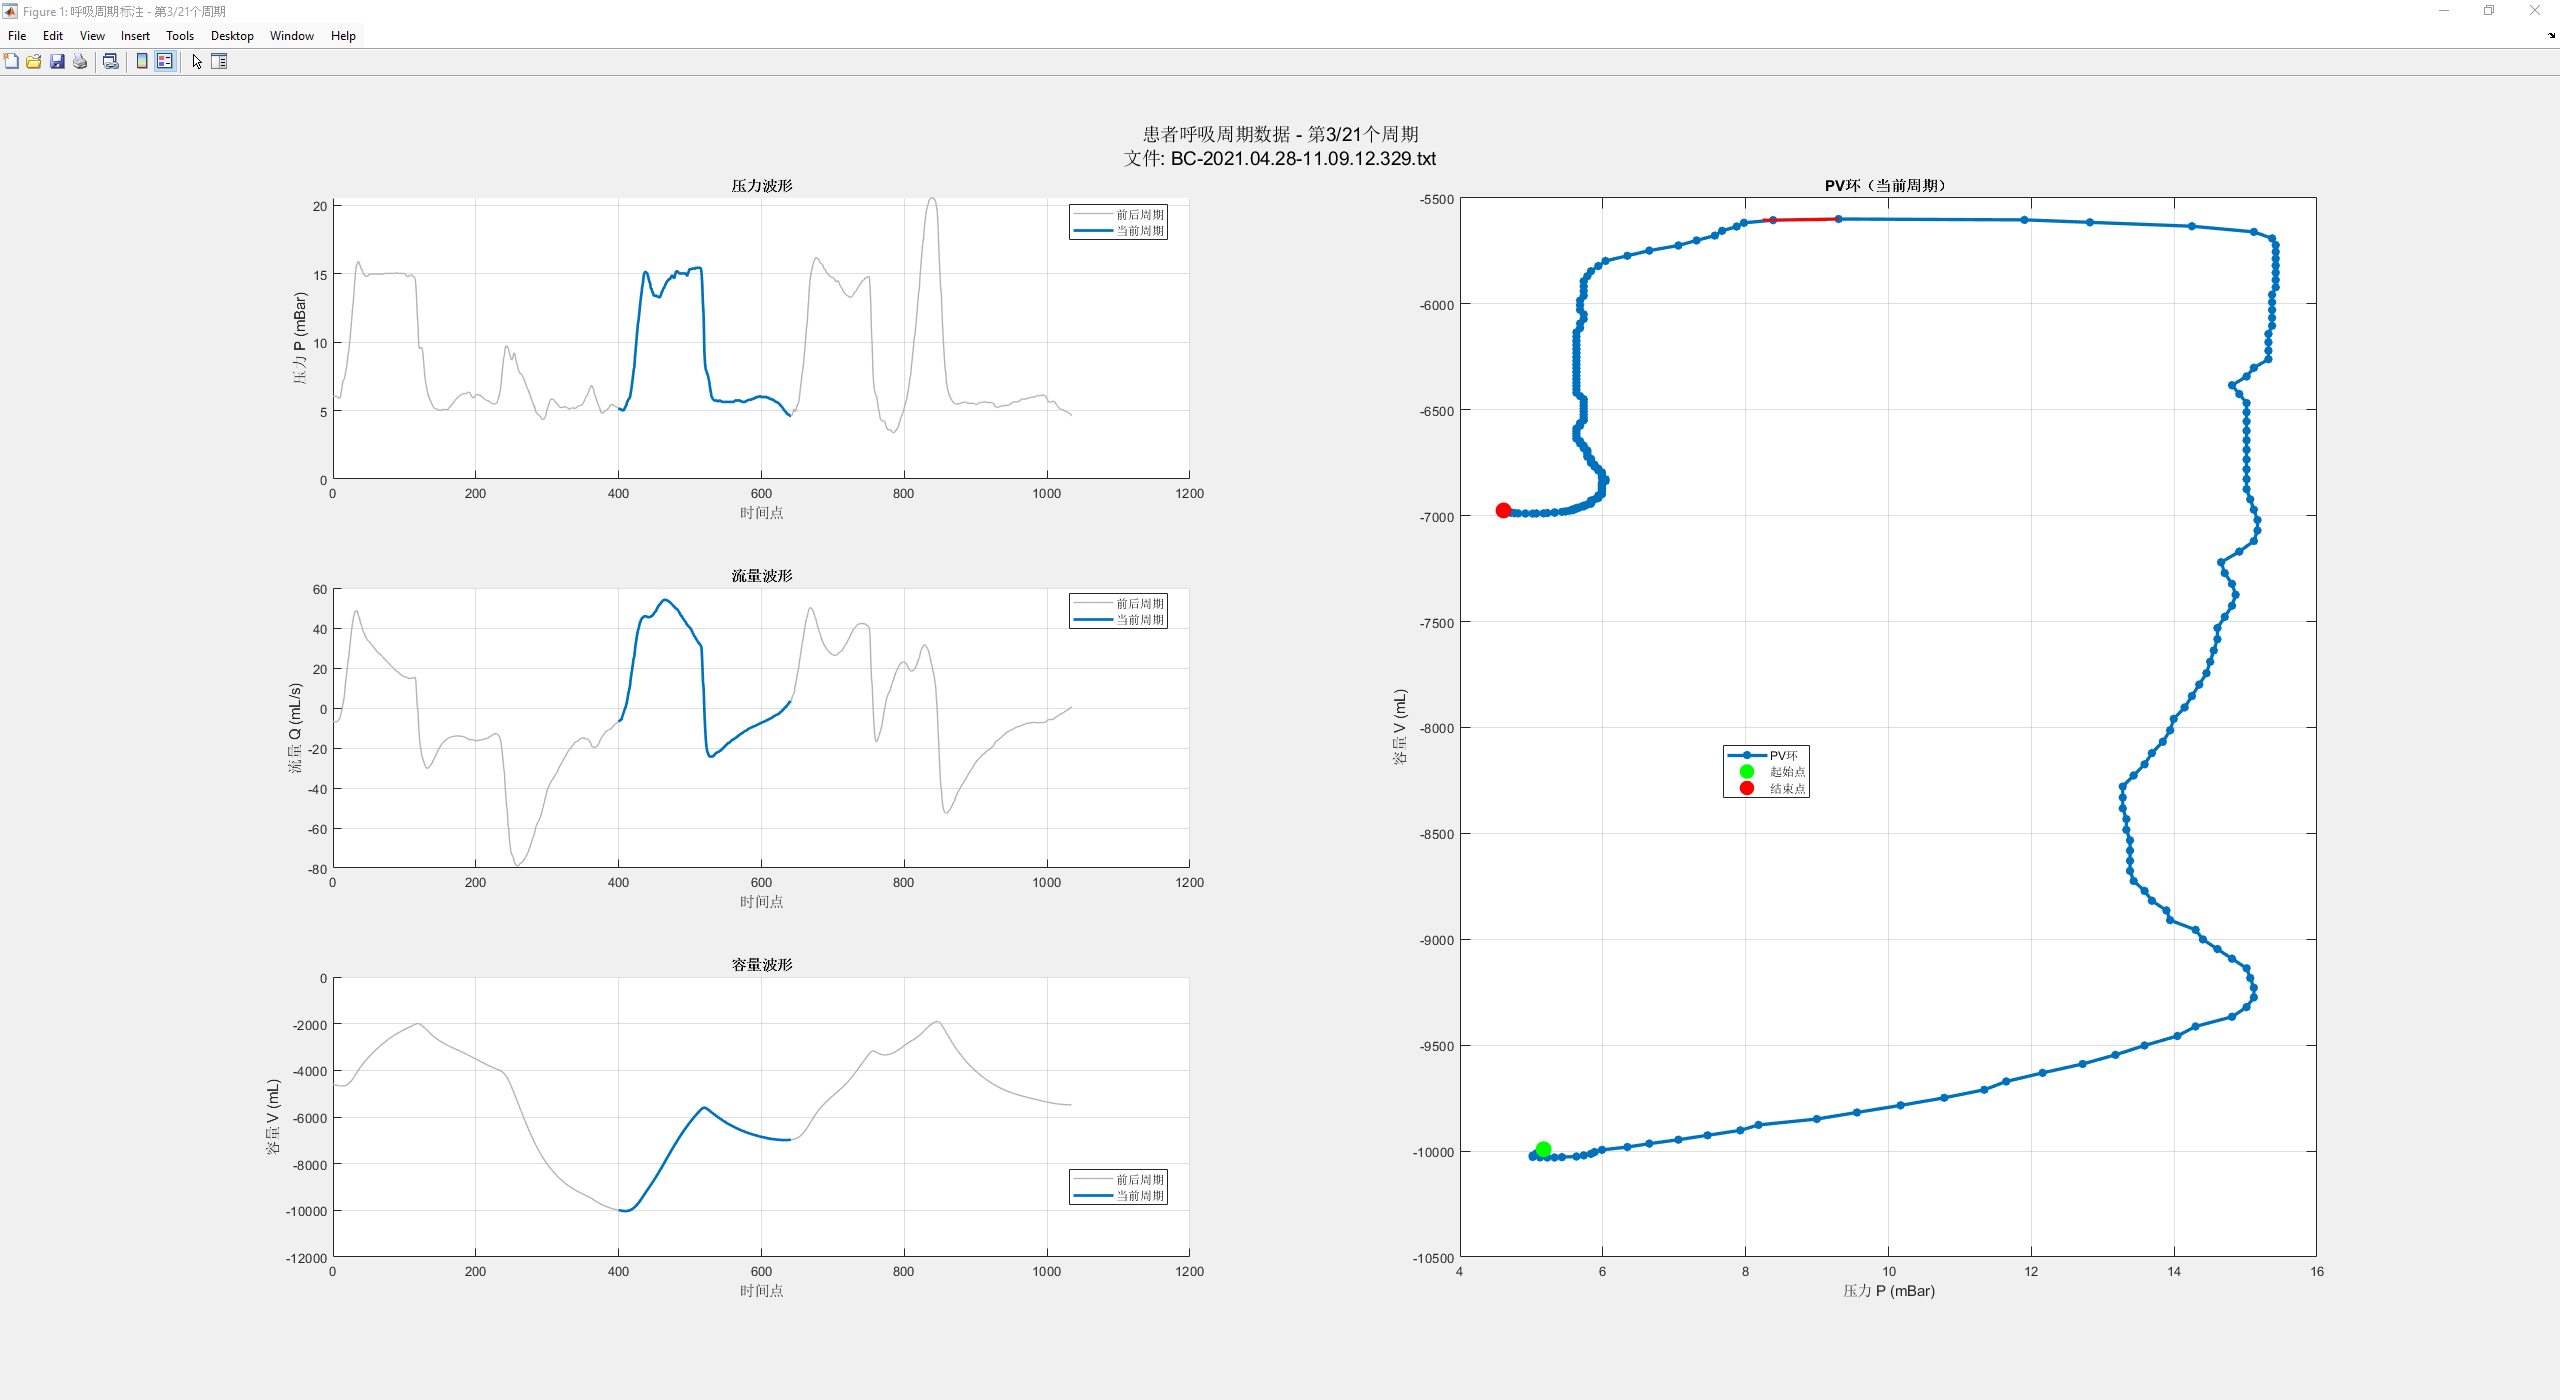 Figure 1: 呼吸周期标注 - 第3/21个周期
File Edit View Insert Tools Desktop Window Help
患者呼吸周期数据 - 第3/21个周期
文件: BC-2021.04.28-11.09.12.329.txt
压力波形
压力 P (mBar)
20
15
10
5
0
前后周期
当前周期
0 200 400 600 800 1000 1200
时间点
流量波形
流量 Q (mL/s)
60
40
20
0
-20
-40
-60
-80
前后周期
当前周期
0 200 400 600 800 1000 1200
时间点
容量波形
容量 V (mL)
0
-2000
-4000
-6000
-8000
-10000
-12000
前后周期
当前周期
0 200 400 600 800 1000 1200
时间点
PV环（当前周期）
容量 V (mL)
-5500
-6000
-6500
-7000
-7500
-8000
-8500
-9000
-9500
-10000
-10500
PV环
起始点
结束点
4 6 8 10 12 14 16
压力 P (mBar)